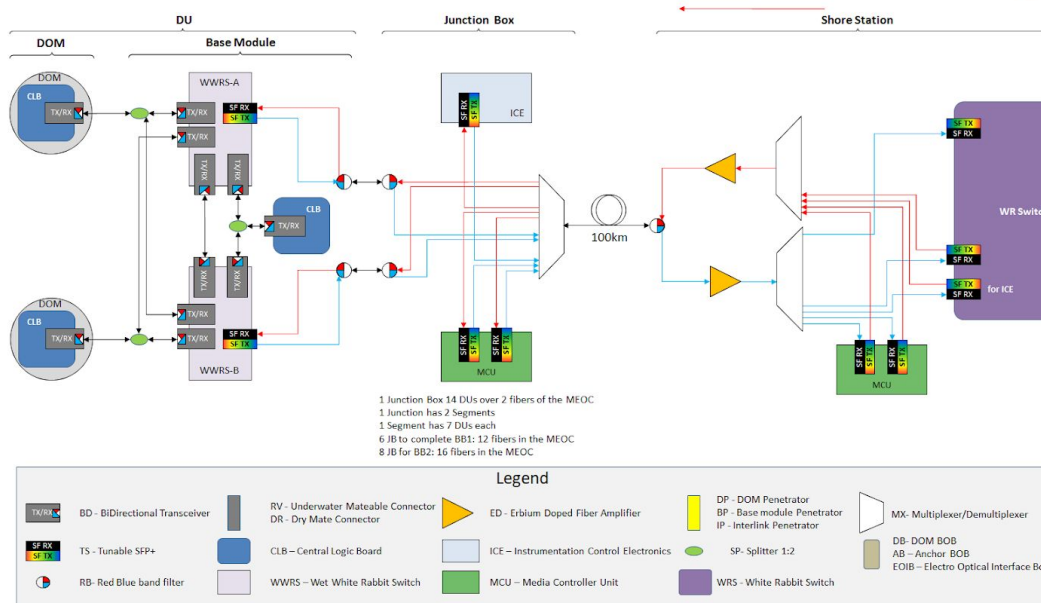 DU
Junction Box
Shore Station
DOM
Base Module
DOM
CLB
TX/RX
WWRS-A
TX/RX
SF RX
SF TX
TX/RX
TX/RX
TX/RX
SF RX
SF TX
ICE
CLB
TX/RX
100km
SF TX
SF RX
WR Switc
SF TX
SF RX
SF TX
SF RX
for ICE
TX/RX
TX/RX
DOM
CLB
TX/RX
TX/RX
TX/RX
SF RX
SF TX
WWRS-B
SF RX
SF TX
SF RX
SF TX
MCU
SF RX
SF TX
SF RX
SF TX
MCU
1 Junction Box 14 DUs over 2 fibers of the MEOC
1 Junction has 2 Segments
1 Segment has 7 DUs each
6 JB to complete BB1: 12 fibers in the MEOC
8 JB for BB2: 16 fibers in the MEOC
Legend
TX/RX
BD - BiDirectional Transceiver
RV - Underwater Mateable Connector
DR - Dry Mate Connector
ED - Erbium Doped Fiber Amplifier
DP - DOM Penetrator
BP - Base module Penetrator
IP - Interlink Penetrator
MX- Multiplexer/Demultiplexer
SF RX
SF TX
TS - Tunable SFP+
CLB – Central Logic Board
ICE – Instrumentation Control Electronics
SP- Splitter 1:2
DB- DOM BOB
AB - Anchor BOB
EOIB – Electro Optical Interface Bo
RB- Red Blue band filter
WWRS – Wet White Rabbit Switch
MCU – Media Controller Unit
WRS - White Rabbit Switch